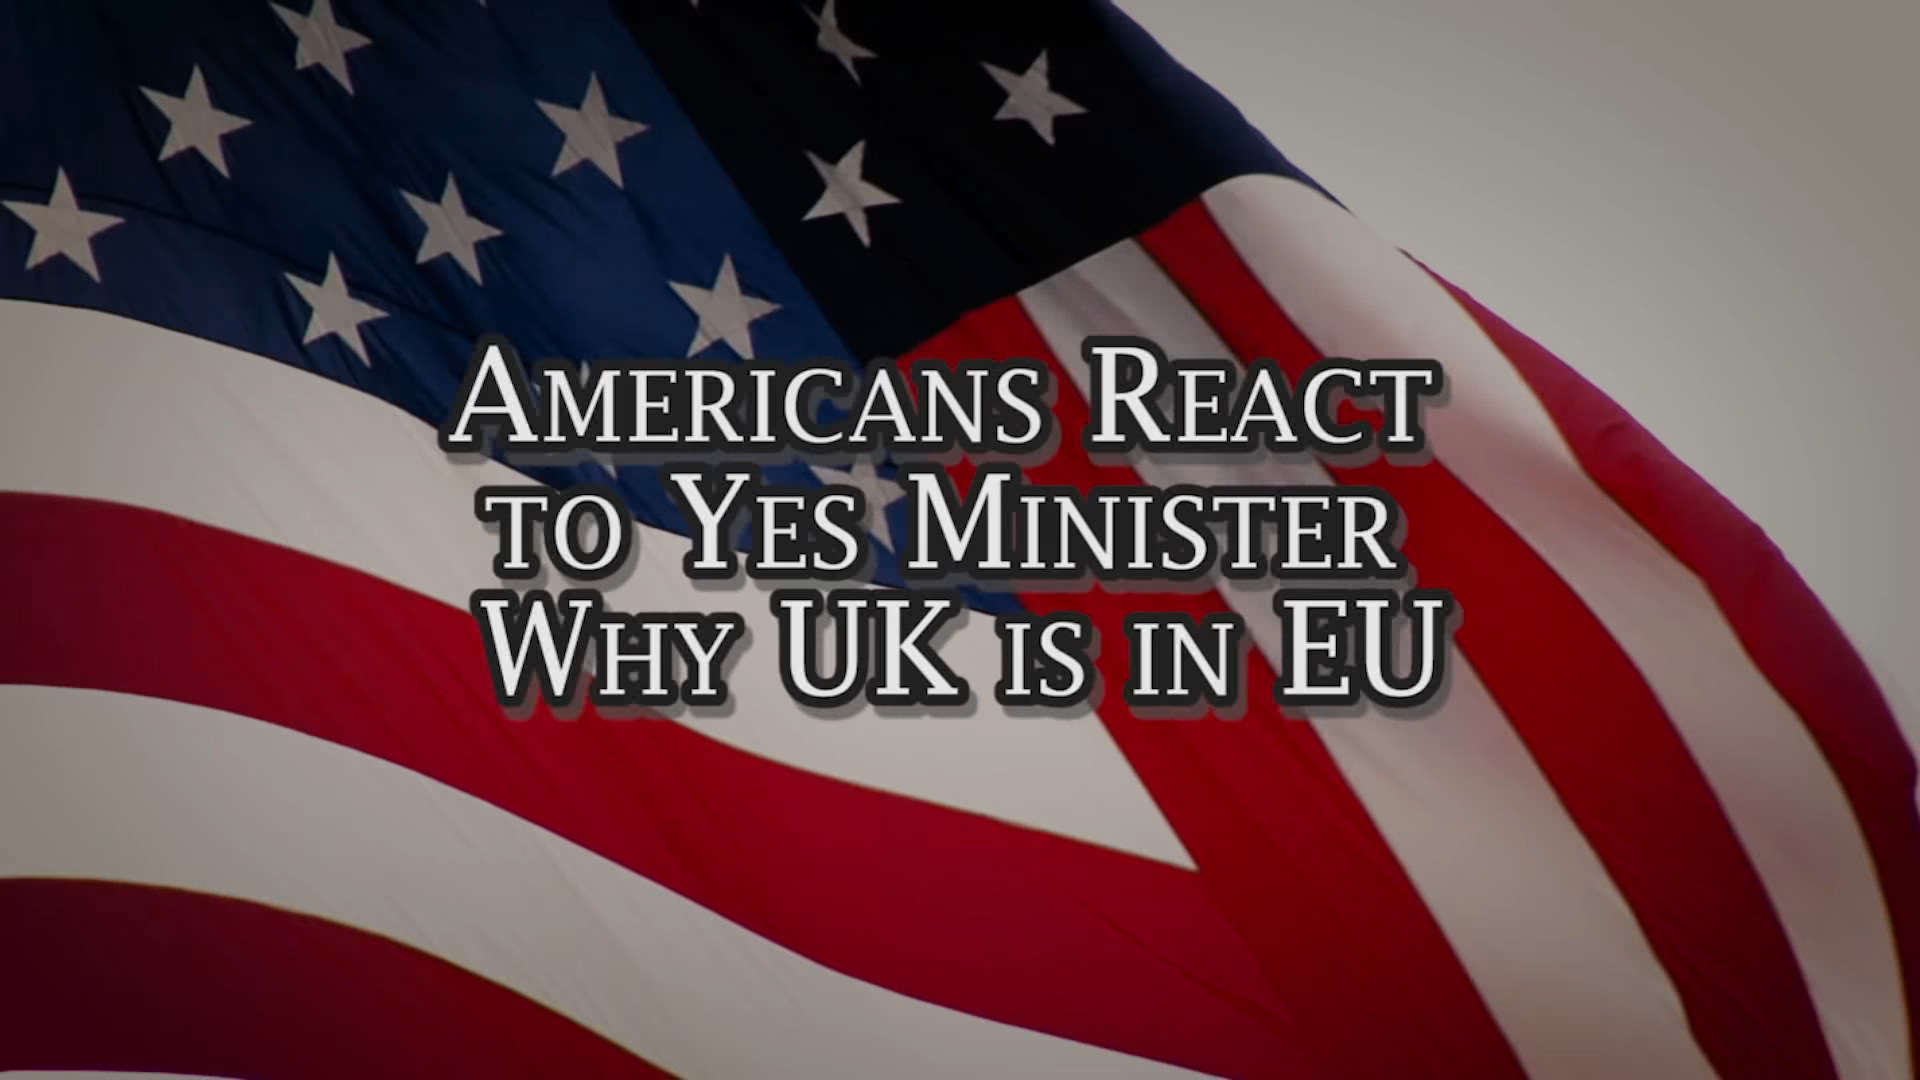 Americans React
to Yes Minister
Why UK is in EU